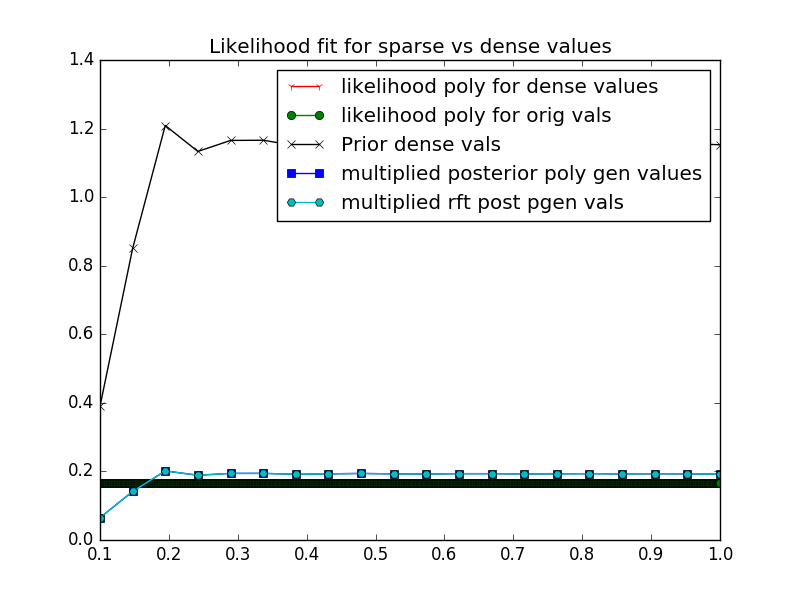 Likelihood fit for sparse vs dense values
1.4
1.2
1.0
0.8
0.6
0.4
0.2
0.0
likelihood poly for dense values
likelihood poly for orig vals
Prior dense vals
multiplied posterior poly gen values
multiplied rft post pgen vals
0.1 0.2 0.3 0.4 0.5 0.6 0.7 0.8 0.9 1.0